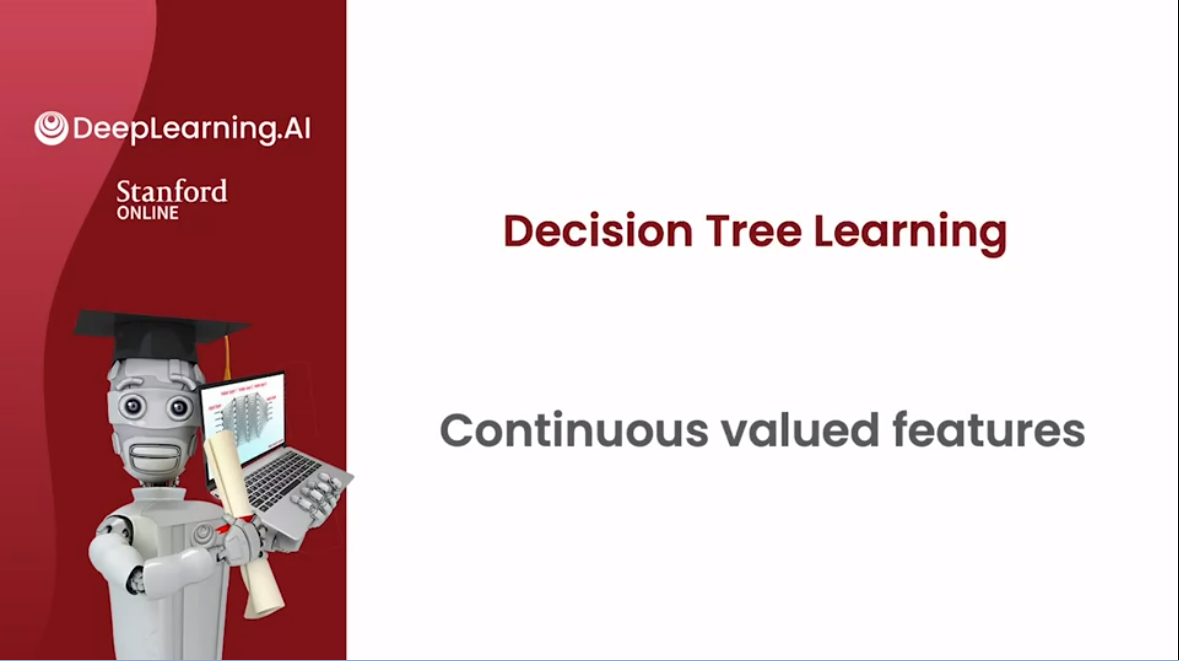 DeepLearning.AI
Stanford
ONLINE
Decision Tree Learning
Continuous valued features